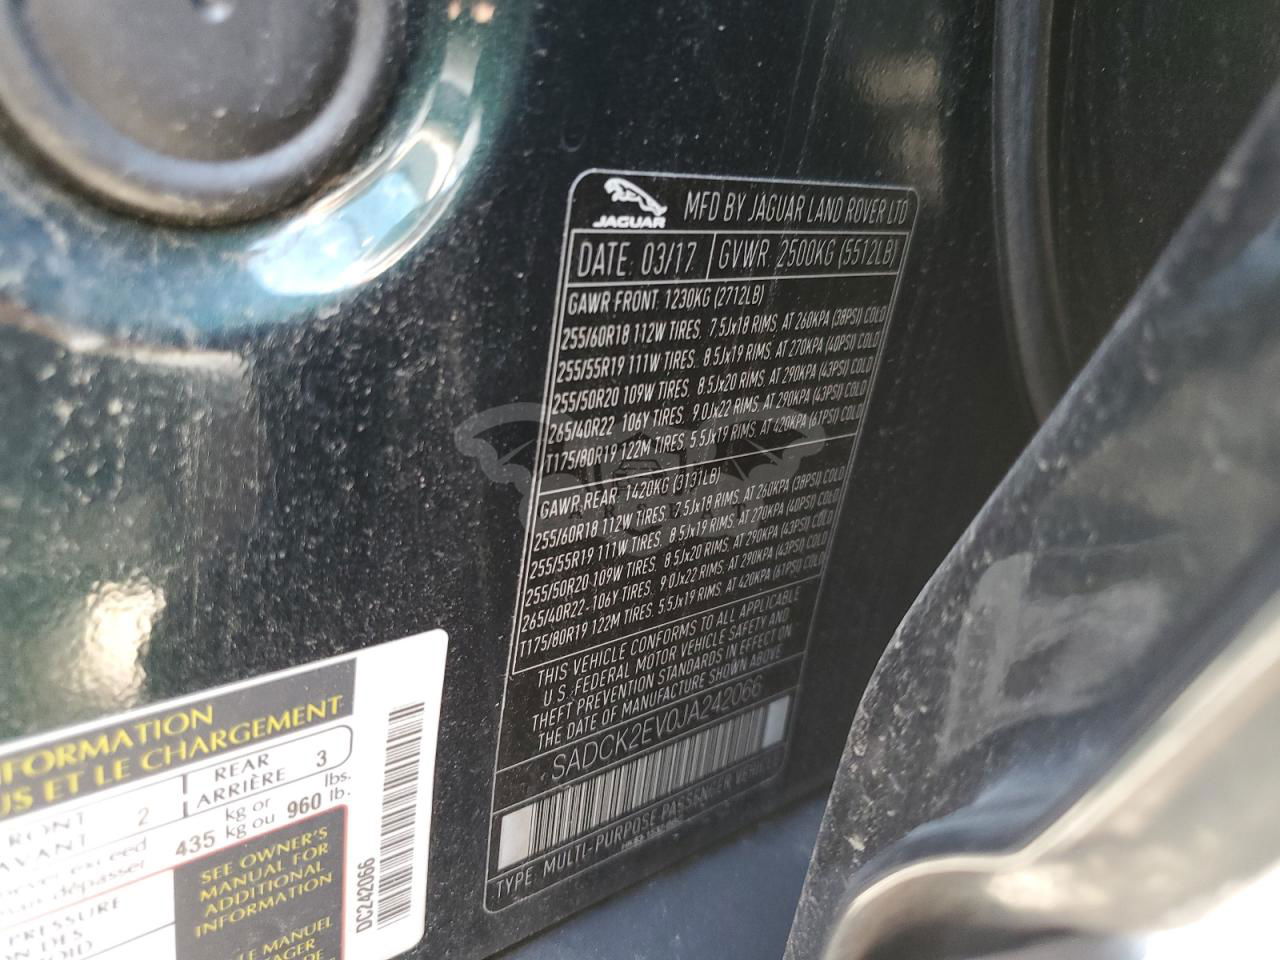 JAGUAR
MFD BY JAGUAR LAND ROVER LTD
DATE: 03/17 GVWR: 2500KG (5512LB)
GAWR FRONT: 1230KG (2712LB)
255/60R18 112W TIRES, 7.5Jx18 RIMS, AT 260KPA (38PSI) COLD
255/55R19 111W TIRES, 8.5Jx19 RIMS, AT 270KPA (40PSI) COLD
255/50R20 109W TIRES, 8.5Jx20 RIMS, AT 290KPA (43PSI) COLD
265/40R22 106Y TIRES, 9.0Jx22 RIMS, AT 290KPA (43PSI) COLD
T175/80R19 122M TIRES, 5.5Jx19 RIMS, AT 420KPA (61PSI) COLD
GAWR REAR: 1420KG (3131LB)
255/60R18 112W TIRES, 7.5Jx18 RIMS, AT 260KPA (38PSI) COLD
255/55R19 111W TIRES, 8.5Jx19 RIMS, AT 270KPA (40PSI) COLD
255/50R20 109W TIRES, 8.5Jx20 RIMS, AT 290KPA (43PSI) COLD
265/40R22 106Y TIRES, 9.0Jx22 RIMS, AT 290KPA (43PSI) COLD
T175/80R19 122M TIRES, 5.5Jx19 RIMS, AT 420KPA (61PSI) COLD
THIS VEHICLE CONFORMS TO ALL APPLICABLE
U.S. FEDERAL MOTOR VEHICLE SAFETY AND
THEFT PREVENTION STANDARDS IN EFFECT ON
THE DATE OF MANUFACTURE SHOWN ABOVE
SADCK2EV0JA242066
TYPE: MULTI-PURPOSE PASSENGER VEHICLE
US ET LE CHARGEMENT
2 REAR 3
ARRIÈRE
435 kg or 960 lbs.
kg ou lb.
PRESSURE
SEE OWNER'S
MANUAL FOR
ADDITIONAL
INFORMATION
MANUEL
DC242066